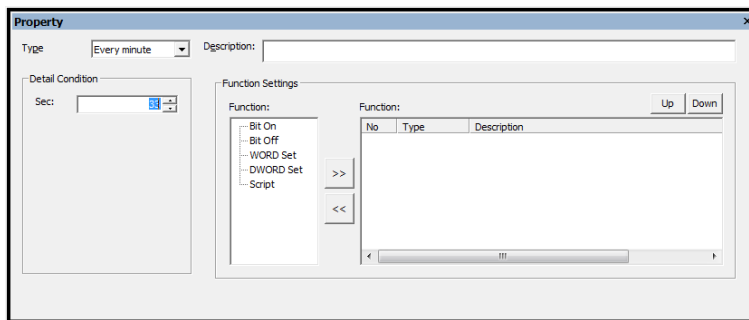 Property
Type
Every minute
Description:
Detail Condition
Sec:
Function Settings
Function:
Bit On
Bit Off
WORD Set
DWORD Set
Script
>>
<<
Function:
Up
Down
No Type Description